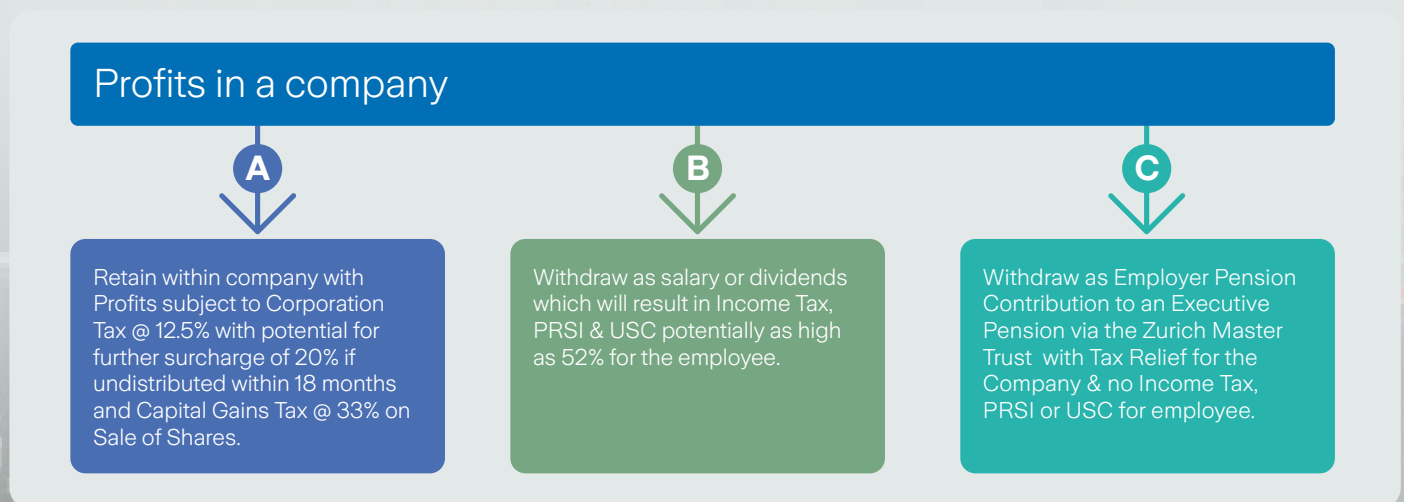 Profits in a company
A
B
C
Retain within company with
Profits subject to Corporation
Tax @ 12.5% with potential for
further surcharge of 20% if
undistributed within 18 months
and Capital Gains Tax @ 33% on
Sale of Shares.
Withdraw as salary or dividends
which will result in Income Tax,
PRSI & USC potentially as high
as 52% for the employee.
Withdraw as Employer Pension
Contribution to an Executive
Pension via the Zurich Master
Trust with Tax Relief for the
Company & no Income Tax,
PRSI or USC for employee.